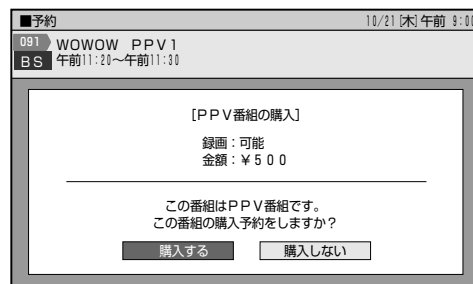 ■予約 10/21[木]午前 9:00
091 WOWOW PPV1
BS 午前11:20～午前11:30
[PPV番組の購入]
録画：可能
金額：￥500
この番組はPPV番組です。
この番組の購入予約をしますか？
購入する 購入しない